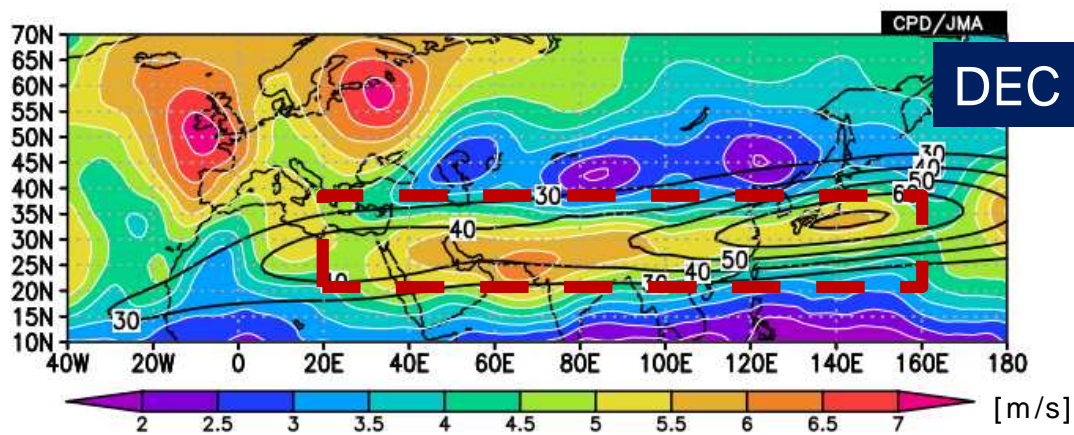 CPD/JMA
DEC
70N
65N
60N
55N
50N
45N
40N
35N
30N
25N
20N
15N
10N
30
40
50
60
30
40
40
50
40
30
30
40W
20W
0
20E
40E
60E
80E
100E
120E
140E
160E
180
2
2.5
3
3.5
4
4.5
5
5.5
6
6.5
7
[m/s]